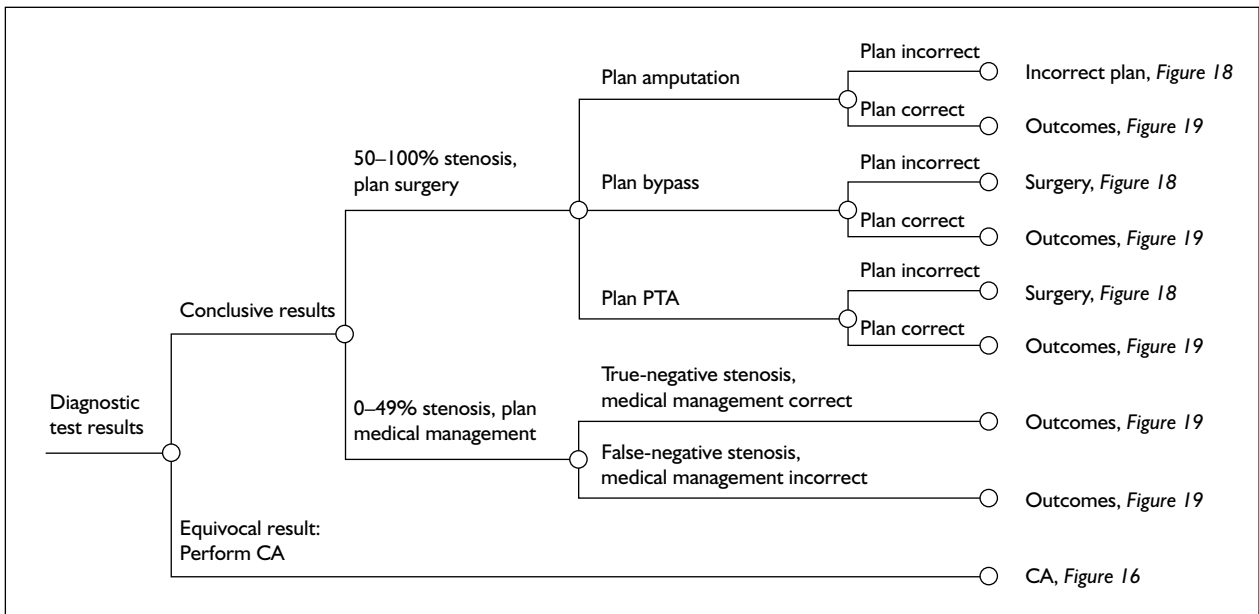 Plan incorrect
Incorrect plan, Figure 18
Plan amputation
Plan correct
Outcomes, Figure 19
50–100% stenosis,
plan surgery
Plan incorrect
Surgery, Figure 18
Plan bypass
Plan correct
Outcomes, Figure 19
Plan incorrect
Surgery, Figure 18
Plan PTA
Plan correct
Outcomes, Figure 19
Conclusive results
Diagnostic
test results
0–49% stenosis, plan
medical management
True-negative stenosis,
medical management correct
Outcomes, Figure 19
False-negative stenosis,
medical management incorrect
Outcomes, Figure 19
Equivocal result:
Perform CA
CA, Figure 16